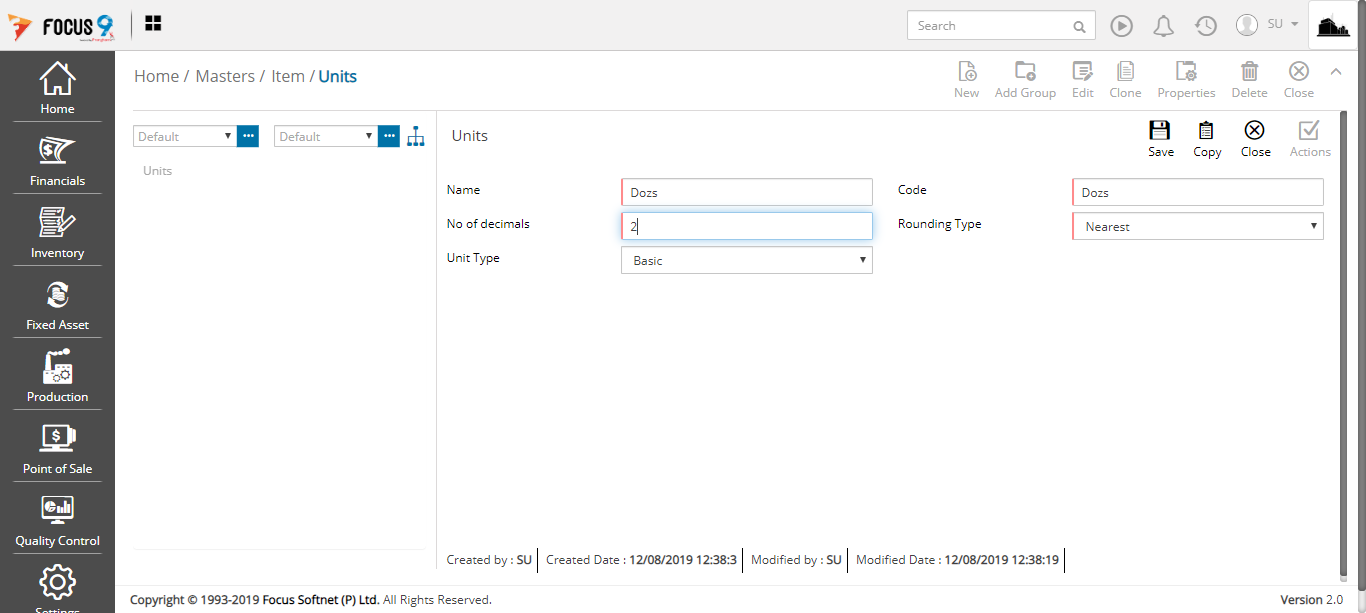 FOCUS 9
Search
SU
Home / Masters / Item / Units
New
Add Group
Edit
Clone
Properties
Delete
Close
Home
Financials
Inventory
Fixed Asset
Production
Point of Sale
Quality Control
Settings
Default
Default
Units
Units
Save
Copy
Close
Actions
Name
Dozs
Code
Dozs
No of decimals
2
Rounding Type
Nearest
Unit Type
Basic
Created by : SU
Created Date : 12/08/2019 12:38:3
Modified by : SU
Modified Date : 12/08/2019 12:38:19
Copyright © 1993-2019 Focus Softnet (P) Ltd. All Rights Reserved.
Version 2.0